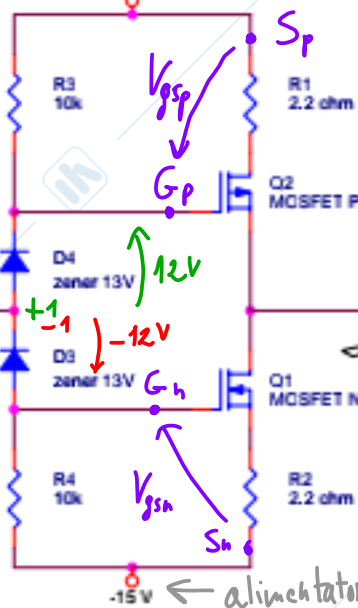 Sp
R3
10k
R1
2.2 ohm
Vgsp
Gp
Q2
MOSFET P
D4
zener 13V
12V
+1
-1
-12V
D3
zener 13V
Gn
Q1
MOSFET N
R4
10k
Vgsn
R2
2.2 ohm
Sn
-15 V
alimentator